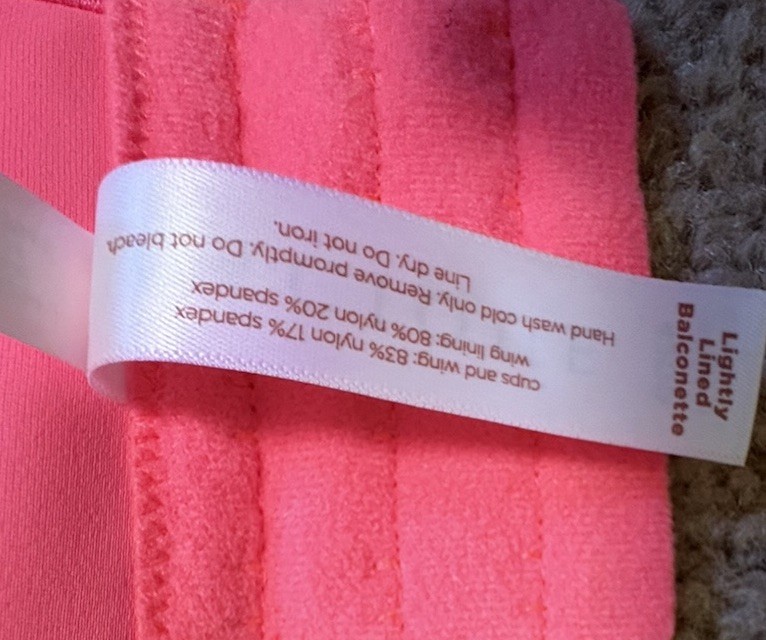 Lightly
Lined
Balconette
cups and wing: 83% nylon 17% spandex
wing lining: 80% nylon 20% spandex
Hand wash cold only. Remove promptly. Do not bleach
Line dry. Do not iron.